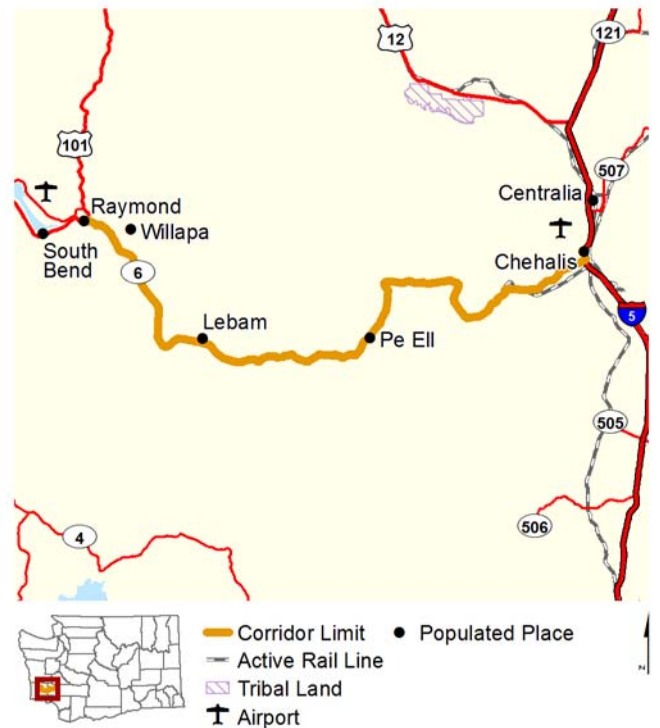 12
121
101
507
Centralia
Raymond
Willapa
South
Bend
Chehalis
6
5
Lebam
Pe Ell
505
506
4
Corridor Limit
Populated Place
Active Rail Line
Tribal Land
Airport
N